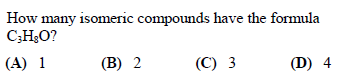 How many isomeric compounds have the formula
C₃H₈O?
(A) 1 (B) 2 (C) 3 (D) 4